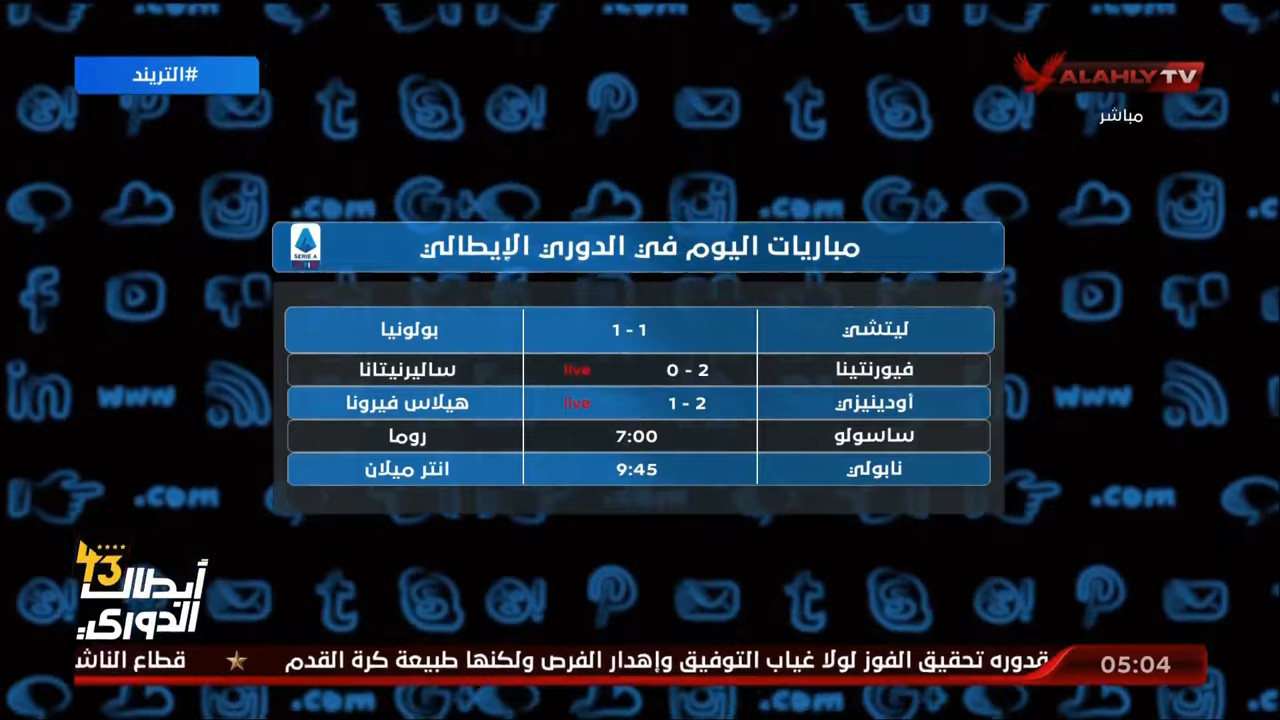 #التريند
ALAHLY TV
مباشر
مباريات اليوم في الدوري الإيطالي
SERIE A
ليتشي 1 - 1 بولونيا
فيورنتينا 2 - 0 live ساليرنيتانا
أودينيزي 2 - 1 live هيلاس فيرونا
ساسولو 7:00 روما
نابولي 9:45 انتر ميلان
43
أبطال الدوري
05:04
قدوره تحقيق الفوز لولا غياب التوفيق وإهدار الفرص ولكنها طبيعة كرة القدم ★ قطاع الناش